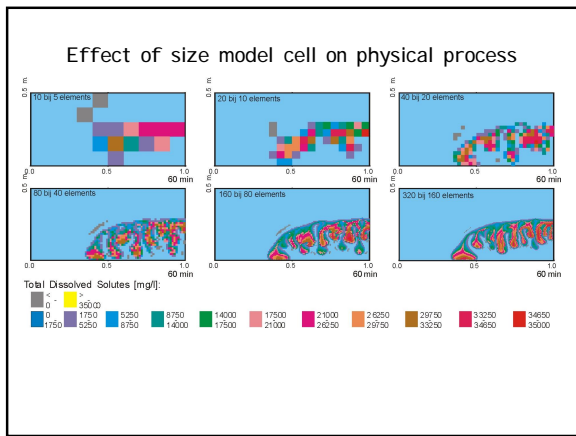 Effect of size model cell on physical process
0.5 m.
10 bij 5 elements
0.0 0.5 1.0
60 min
0.5 m.
20 bij 10 elements
0.0 0.5 1.0
60 min
0.5 m.
40 bij 20 elements
0.0 0.5 1.0
60 min
0.5 m.
80 bij 40 elements
0.0 0.5 1.0
60 min
0.5 m.
160 bij 80 elements
0.0 0.5 1.0
60 min
0.5 m.
320 bij 160 elements
0.0 0.5 1.0
60 min
Total Dissolved Solutes [mg/l]:
< - 0
> - 35000
0 - 1750
1750 - 5250
5250 - 8750
8750 - 14000
14000 - 17500
17500 - 21000
21000 - 26250
26250 - 29750
29750 - 33250
33250 - 34650
34650 - 35000